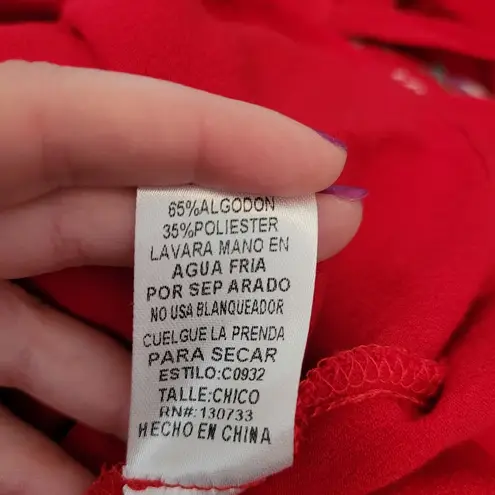 65%ALGODON
35%POLIESTER
LAVARA MANO EN
AGUA FRIA
POR SEP ARADO
NO USA BLANQUEADOR
CUELGUE LA PRENDA
PARA SECAR
ESTILO:C0932
TALLE:CHICO
RN#:130733
HECHO EN CHINA